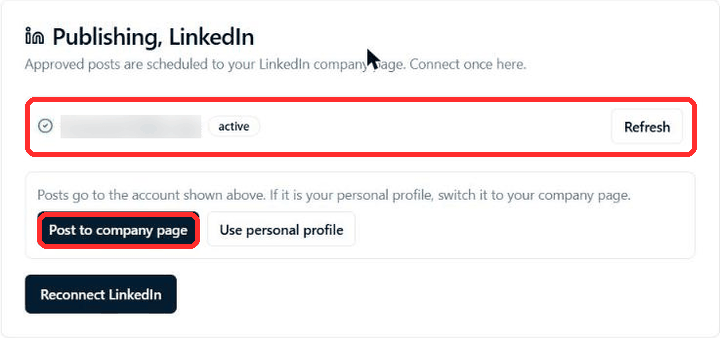 Publishing, LinkedIn
Approved posts are scheduled to your LinkedIn company page. Connect once here.
active
Refresh
Posts go to the account shown above. If it is your personal profile, switch it to your company page.
Post to company page
Use personal profile
Reconnect LinkedIn